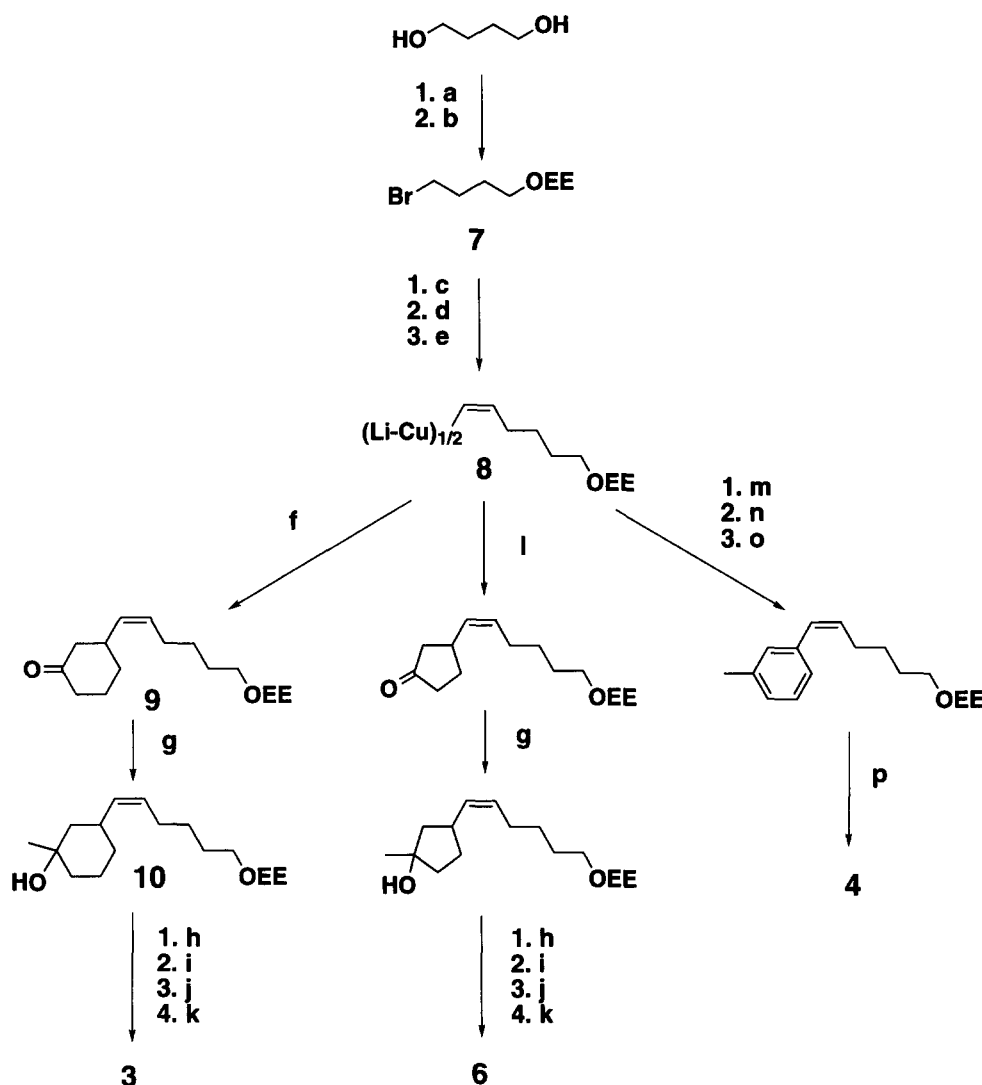 HO OH
1. a
2. b
Br OEE
7
1. c
2. d
3. e
(Li-Cu)1/2
8
OEE
f
l
1. m
2. n
3. o
O
9
OEE
O
OEE
OEE
g
g
p
HO
10
OEE
HO
OEE
4
1. h
2. i
3. j
4. k
1. h
2. i
3. j
4. k
3
6